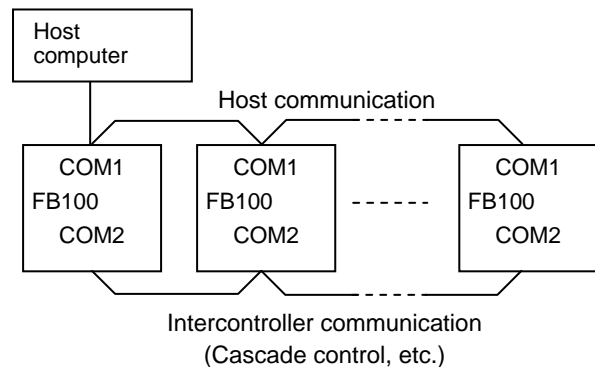 Host
computer
Host communication
COM1
FB100
COM2
COM1
FB100
COM2
COM1
FB100
COM2
Intercontroller communication
(Cascade control, etc.)